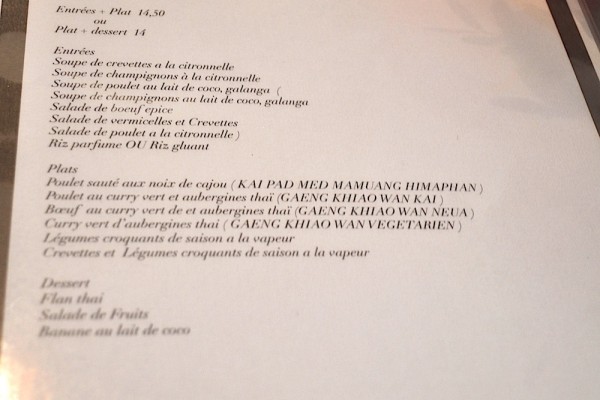 Entrées + Plat 14,50
ou
Plat + dessert 14
Entrées
Soupe de crevettes a la citronnelle
Soupe de champignons à la citronnelle
Soupe de poulet au lait de coco, galanga (
Soupe de champignons au lait de coco, galanga
Salade de boeuf epice
Salade de vermicelles et Crevettes
Salade de poulet a la citronnelle )
Riz parfume OU Riz gluant
Plats
Poulet sauté aux noix de cajou ( KAI PAD MED MAMUANG HIMAPHAN )
Poulet au curry vert et aubergines thaï (GAENG KHIAO WAN KAI )
Bœuf au curry vert de et aubergines thaï (GAENG KHIAO WAN NEUA )
Curry vert d'aubergines thai ( GAENG KHIAO WAN VEGETARIEN )
Légumes croquants de saison a la vapeur
Crevettes et Légumes croquants de saison a la vapeur
Dessert
Flan thai
Salade de Fruits
Banane au lait de coco